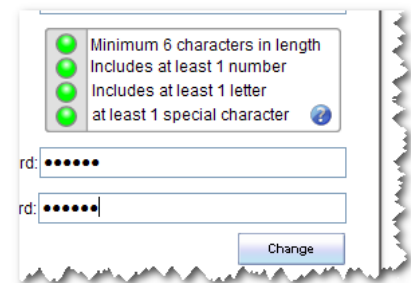 Minimum 6 characters in length
Includes at least 1 number
Includes at least 1 letter
at least 1 special character ?
rd: ●●●●●●
rd: ●●●●●●
Change